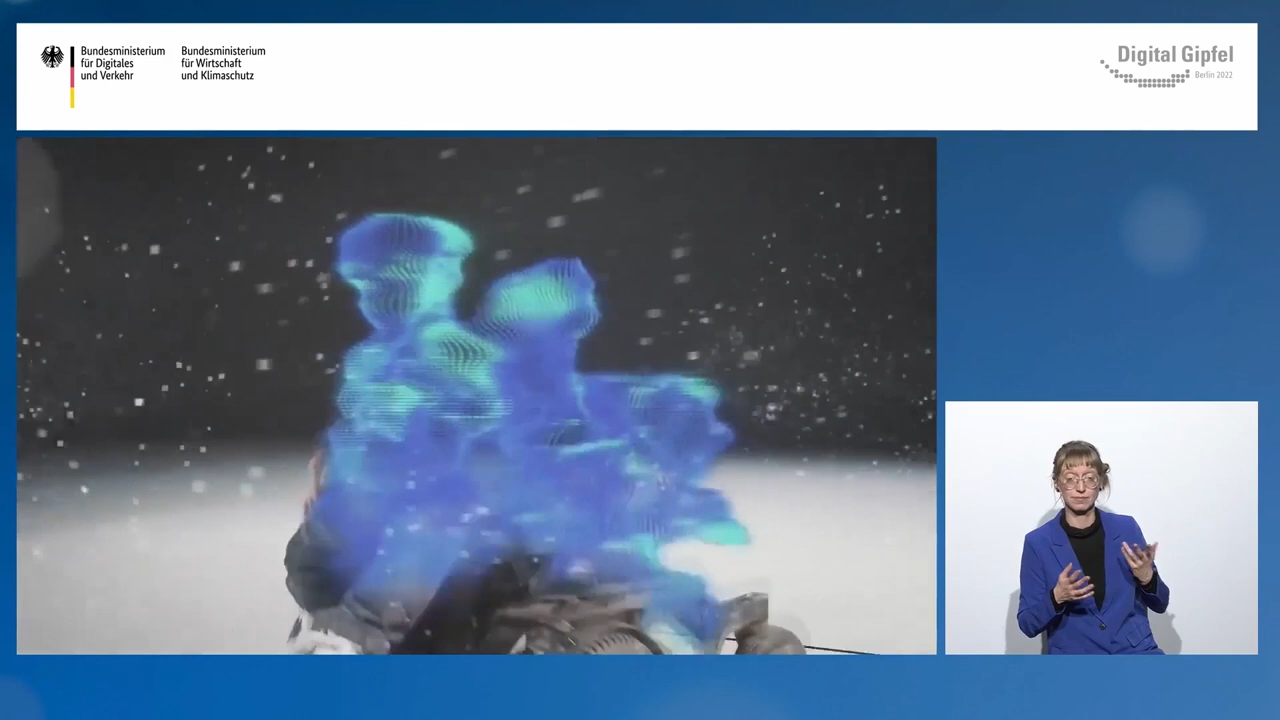 Bundesministerium
für Digitales
und Verkehr
Bundesministerium
für Wirtschaft
und Klimaschutz
Digital Gipfel
Berlin 2022